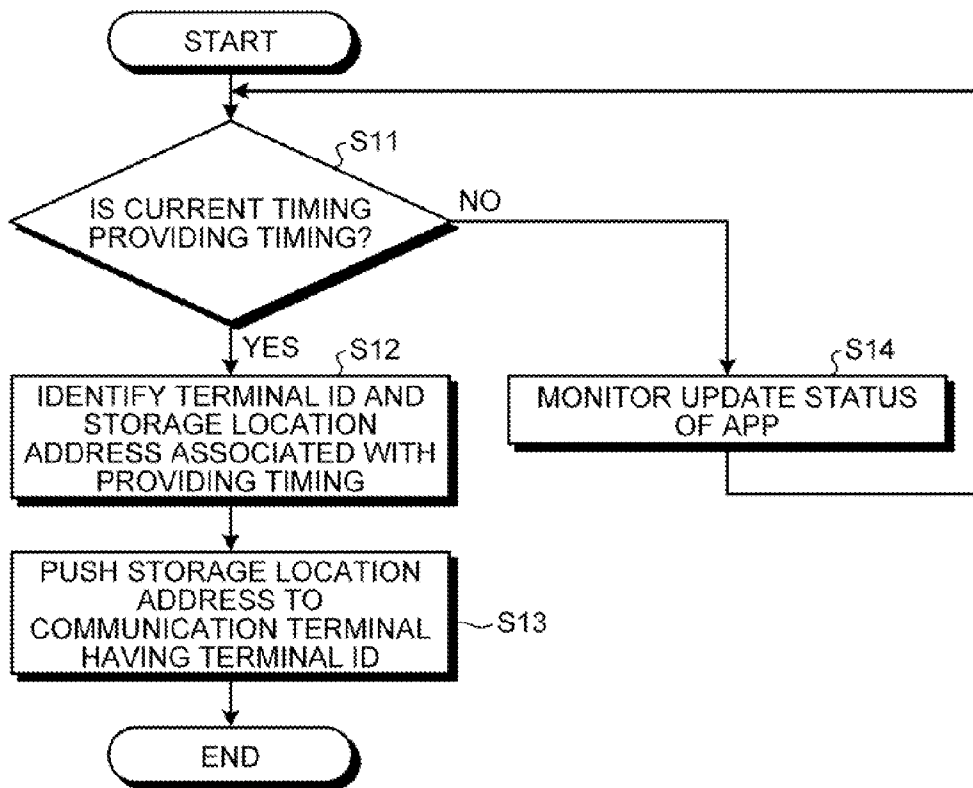 START
S11
IS CURRENT TIMING
PROVIDING TIMING?
NO
YES
S12
IDENTIFY TERMINAL ID AND
STORAGE LOCATION
ADDRESS ASSOCIATED WITH
PROVIDING TIMING
S14
MONITOR UPDATE STATUS
OF APP
PUSH STORAGE LOCATION
ADDRESS TO
COMMUNICATION TERMINAL
HAVING TERMINAL ID
S13
END